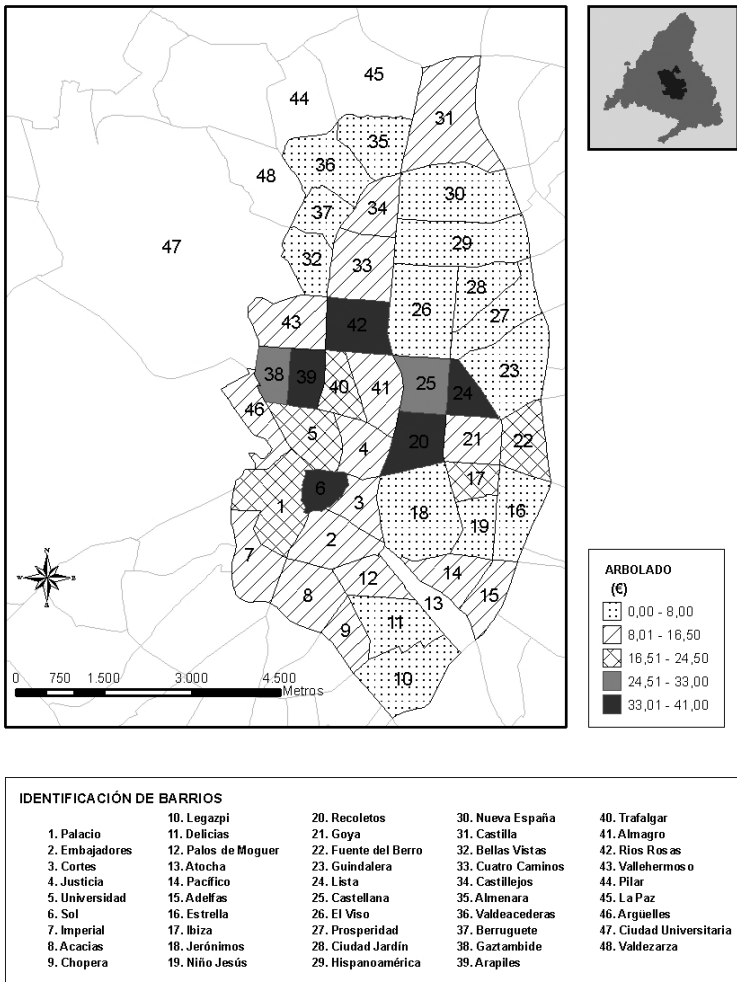 45
44
31
35
36
48
30
34
37
29
47
32
33
28
26
27
42
43
23
38
39
40
41
25
24
46
5
4
20
21
22
17
6
1
3
18
16
19
2
7
12
14
8
13
15
11
9
10
N
W E
S
0 750 1.500 3.000 4.500
Metros
ARBOLADO
(€)
0,00 - 8,00
8,01 - 16,50
16,51 - 24,50
24,51 - 33,00
33,01 - 41,00
IDENTIFICACIÓN DE BARRIOS
1. Palacio
2. Embajadores
3. Cortes
4. Justicia
5. Universidad
6. Sol
7. Imperial
8. Acacias
9. Chopera
10. Legazpi
11. Delicias
12. Palos de Moguer
13. Atocha
14. Pacífico
15. Adelfas
16. Estrella
17. Ibiza
18. Jerónimos
19. Niño Jesús
20. Recoletos
21. Goya
22. Fuente del Berro
23. Guindalera
24. Lista
25. Castellana
26. El Viso
27. Prosperidad
28. Ciudad Jardín
29. Hispanoamérica
30. Nueva España
31. Castilla
32. Bellas Vistas
33. Cuatro Caminos
34. Castillejos
35. Almenara
36. Valdeacederas
37. Berruguete
38. Gaztambide
39. Arapiles
40. Trafalgar
41. Almagro
42. Rios Rosas
43. Vallehermoso
44. Pilar
45. La Paz
46. Argüelles
47. Ciudad Universitaria
48. Valdezarza